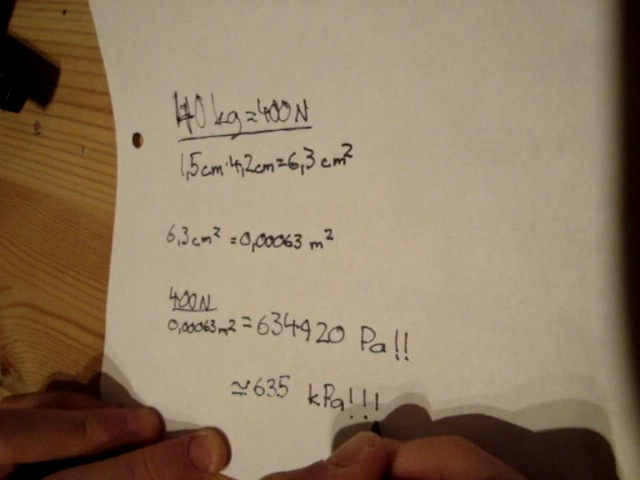 40 kg = 400 N
1,5 cm · 4,2 cm = 6,3 cm²
6,3 cm² = 0,00063 m²
400 N
0,00063 m² = 634920 Pa!!
≃ 635 kPa!!!